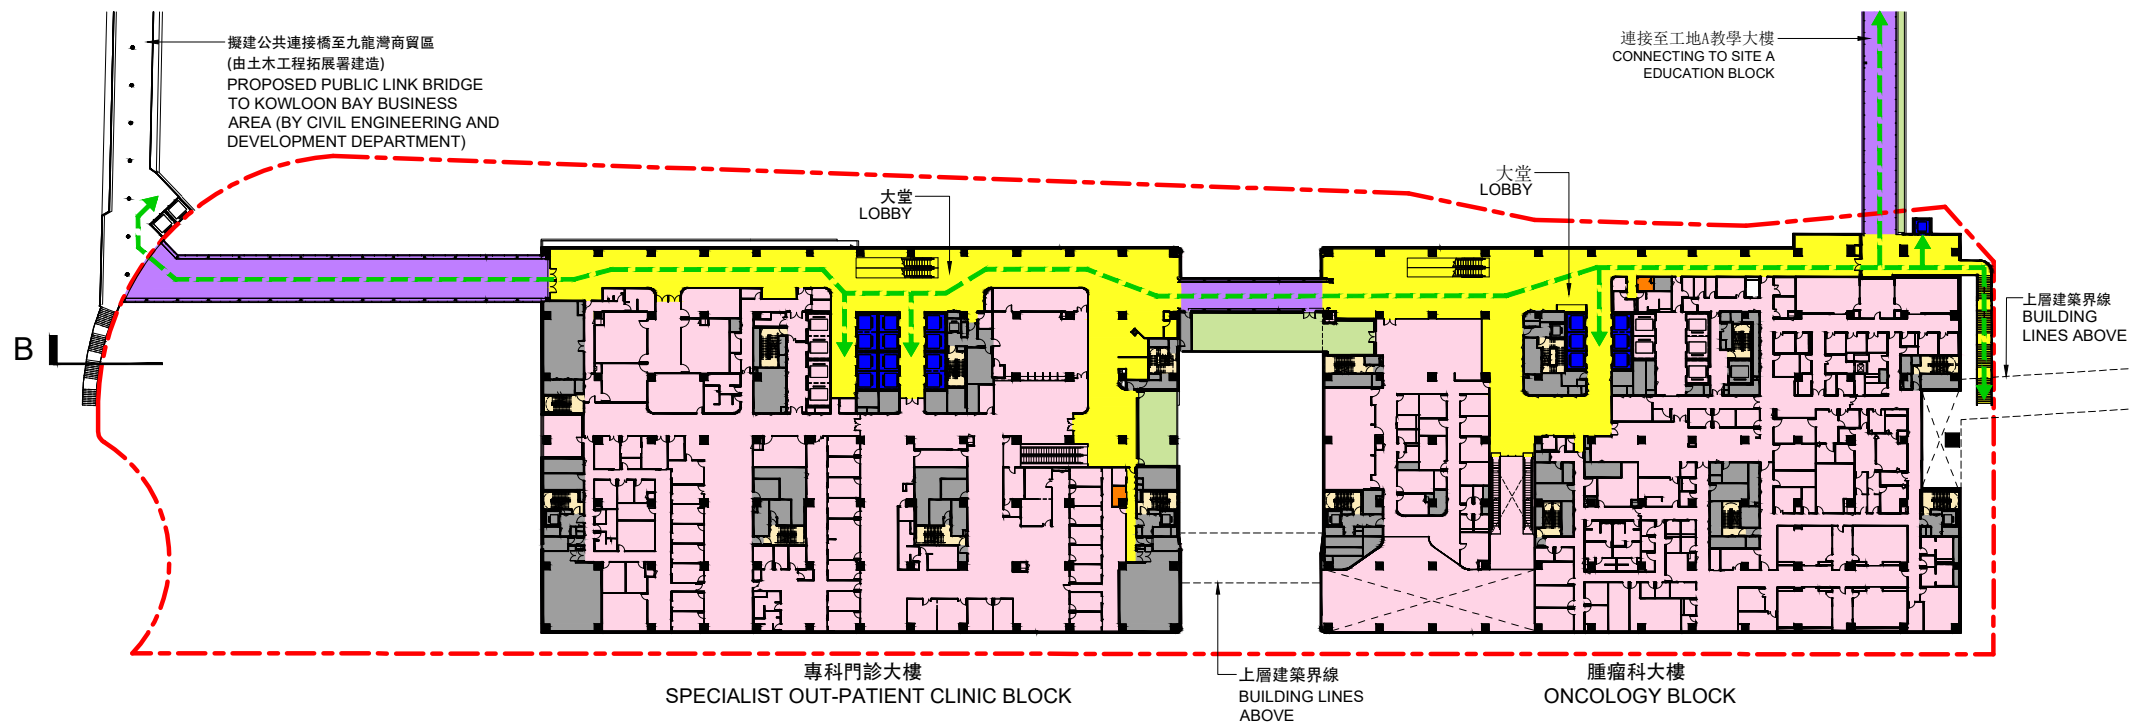 擬建公共連接橋至九龍灣商貿區
(由土木工程拓展署建造)
PROPOSED PUBLIC LINK BRIDGE
TO KOWLOON BAY BUSINESS
AREA (BY CIVIL ENGINEERING AND
DEVELOPMENT DEPARTMENT)
連接至工地A教學大樓
CONNECTING TO SITE A
EDUCATION BLOCK
大堂
LOBBY
大堂
LOBBY
上層建築界線
BUILDING
LINES ABOVE
B
專科門診大樓
SPECIALIST OUT-PATIENT CLINIC BLOCK
上層建築界線
BUILDING LINES
ABOVE
腫瘤科大樓
ONCOLOGY BLOCK